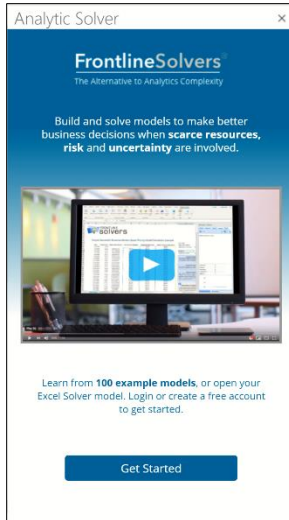 Analytic Solver
FrontlineSolvers®
The Alternative to Analytics Complexity
Build and solve models to make better
business decisions when scarce resources,
risk and uncertainty are involved.
solvers
Learn from 100 example models, or open your
Excel Solver model. Login or create a free account
to get started.
Get Started